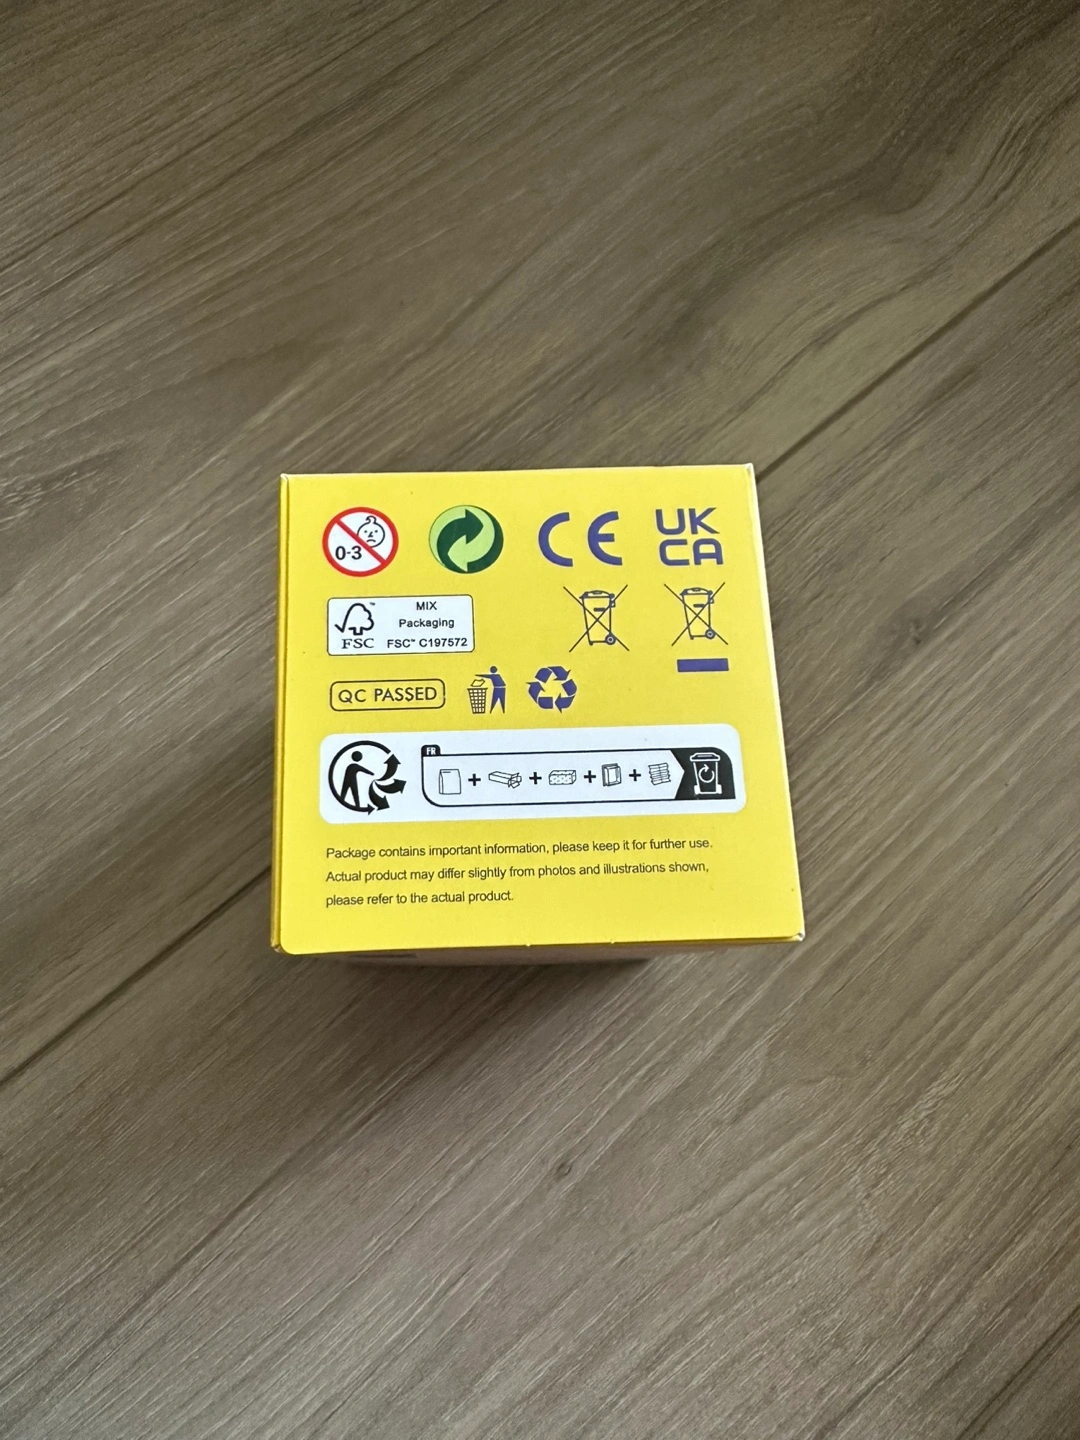 0-3
CE
UK
CA
MIX
Packaging
FSC™ C197572
FSC
QC PASSED
FR
Package contains important information, please keep it for further use.
Actual product may differ slightly from photos and illustrations shown,
please refer to the actual product.